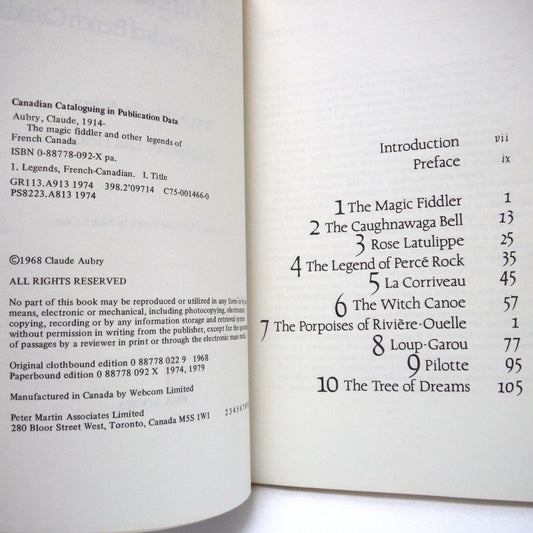 Canadian Cataloguing in Publication Data
Aubry, Claude, 1914-
The magic fiddler and other legends of
French Canada
ISBN 0-88778-092-X pa.
1. Legends, French-Canadian. I. Title
GR113.A913 1974 398.2'09714 C75-001466-0
PS8223.A813 1974
©1968 Claude Aubry
ALL RIGHTS RESERVED
No part of this book may be reproduced or utilized in any form or by
means, electronic or mechanical, including photocopying, electronic
copying, recording or by any information storage and retrieval
without permission in writing from the publisher, except for the
of passages by a reviewer in print or through the electronic mass
Original clothbound edition 0 88778 022 9 1968
Paperbound edition 0 88778 092 X 1974, 1979
Manufactured in Canada by Webcom Limited
Peter Martin Associates Limited
280 Bloor Street West, Toronto, Canada M5S 1W1
234567
Introduction vii
Preface ix
1 The Magic Fiddler 1
2 The Caughnawaga Bell 13
3 Rose Latulippe 25
4 The Legend of Percé Rock 35
5 La Corriveau 45
6 The Witch Canoe 57
7 The Porpoises of Rivière-Ouelle 1
8 Loup-Garou 77
9 Pilotte 95
10 The Tree of Dreams 105